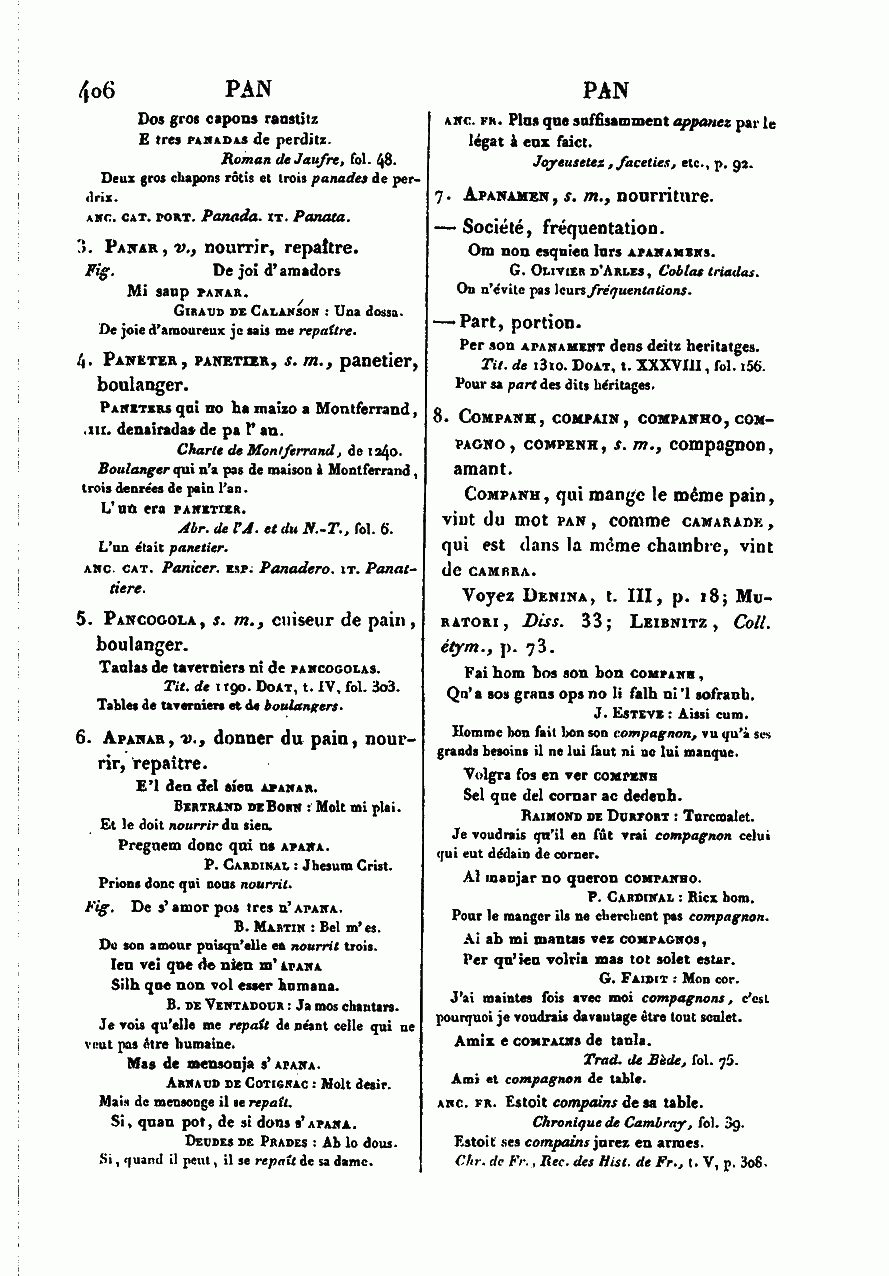 406 PAN PAN
Dos gros capons raustitz
E tres PANADAS de perditz.
Roman de Jaufre, fol. 48.
Deux gros chapons rôtis et trois panades de per-
drix.
ANC. CAT. PORT. Panada. IT. Panata.
3. PANAR, v., nourrir, repaître.
Fig. De joi d'amadors
Mi saup PANAR.
GIRAUD DE CALANSON : Una dossa.
De joie d'amoureux je sais me repaître.
4. PANETER, PANETIER, s. m., panetier,
boulanger.
PANETERS qui no ha maizo a Montferrand,
.III. denairadas de pa l'an.
Charte de Montferrand, de 1240.
Boulanger qui n'a pas de maison à Montferrand,
trois denrées de pain l'an.
L'un era PANETIER.
Abr. de l'A. et du N.-T., fol. 6.
L'un était panetier.
ANC. CAT. Panicer. ESP. Panadero. IT. Panat-
tiere.
5. PANCOGOLA, s. m., cuiseur de pain,
boulanger.
Taulas de taverniers ni de PANCOGOLAS.
Tit. de 1190. DOAT, t. IV, fol. 303.
Tables de taverniers et de boulangers.
6. APANAR, v., donner du pain, nour-
rir, repaître.
E'l den del sieu APANAR.
BERTRAND DE BORN : Molt mi plai.
Et le doit nourrir du sien.
Preguem donc qui ns APANA.
P. CARDINAL : Jhesum Crist.
Prions donc qui nous nourrit.
Fig. De s'amor pos tres n'APANA.
B. MARTIN : Bel m'es.
De son amour puisqu'elle en nourrit trois.
Ieu vei que de nien m'APANA
Silh que non vol esser humana.
B. DE VENTADOUR : Ja mos chantars.
Je vois qu'elle me repaît de néant celle qui ne
veut pas être humaine.
Mas de mensonja s'APANA.
ARNAUD DE COTIGNAC : Molt desir.
Mais de mensonge il se repaît.
Si, quan pot, de si dons s'APANA.
DEUDES DE PRADES : Ab lo dous.
Si, quand il peut, il se repaît de sa dame.
ANC. FR. Plus que suffisamment appanez par le
légat à eux faict.
Joyeusetez, faceties, etc., p. 92.
7. APANAMEN, s. m., nourriture.
— Société, fréquentation.
Om non esquieu lurs APANAMENS.
G. OLIVIER D'ARLES, Coblas triadas.
On n'évite pas leurs fréquentations.
— Part, portion.
Per son APANAMENT dens deitz heritatges.
Tit. de 1310. DOAT, t. XXXVIII, fol. 156.
Pour sa part des dits héritages.
8. COMPANH, COMPAIN, COMPANHO, COM-
PAGNO, COMPENH, s. m., compagnon,
amant.
COMPANH, qui mange le même pain,
vint du mot PAN, comme CAMARADE,
qui est dans la même chambre, vint
de CAMBRA.
Voyez DENINA, t. III, p. 18; MU-
RATORI, Diss. 33; LEIBNITZ, Coll.
étym., p. 73.
Fai hom bos son bon COMPANH,
Qu'a sos grans ops no li falh ni'l sofranh.
J. ESTEVE : Aissi cum.
Homme bon fait bon son compagnon, vu qu'à ses
grands besoins il ne lui faut ni ne lui manque.
Volgra fos en ver COMPENH
Sel que del cornar ac dedenh.
RAIMOND DE DURFORT : Turcmalet.
Je voudrais qu'il en fût vrai compagnon celui
qui eut dédain de corner.
Al manjar no queron COMPANHO.
P. CARDINAL : Ricx hom.
Pour le manger ils ne cherchent pas compagnon.
Ai ab mi mantas vez COMPAGNOS,
Per qu'ieu volria mas tot solet estar.
G. FAIDIT : Mon cor.
J'ai maintes fois avec moi compagnons, c'est
pourquoi je voudrais davantage être tout seulet.
Amix e COMPAINS de taula.
Trad. de Bède, fol. 75.
Ami et compagnon de table.
ANC. FR. Estoit compains de sa table.
Chronique de Cambray, fol. 39.
Estoit ses compains jurez en armes.
Chr. de Fr., Rec. des Hist. de Fr., t. V, p. 308.